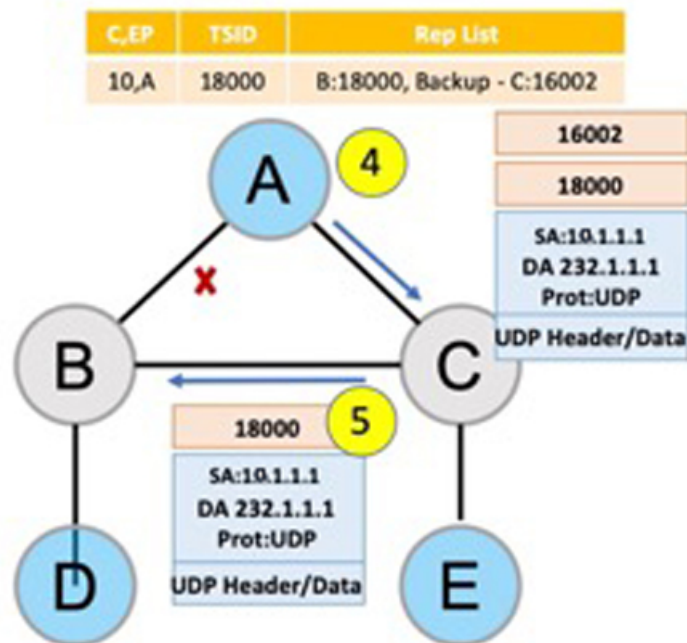 C,EP TSID Rep List
10,A 18000 B:18000, Backup - C:16002
A
4
16002
18000
SA:10.1.1.1
DA 232.1.1.1
Prot:UDP
UDP Header/Data
B
C
5
18000
SA:10.1.1.1
DA 232.1.1.1
Prot:UDP
UDP Header/Data
D
E